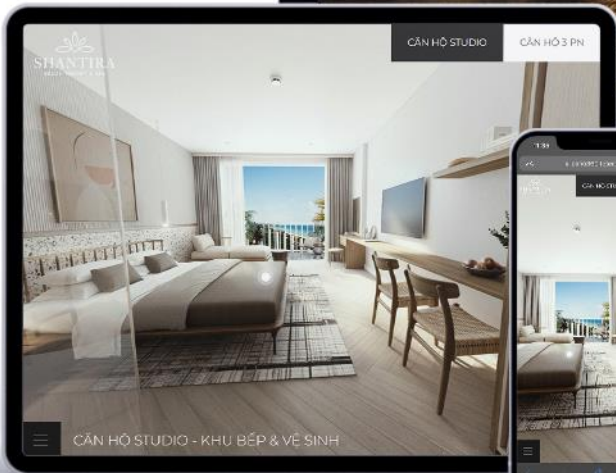 SHANTIRA
CĂN HỘ STUDIO
CĂN HỘ 3 PN
CĂN HỘ STUDIO - KHU BẾP & VỆ SINH